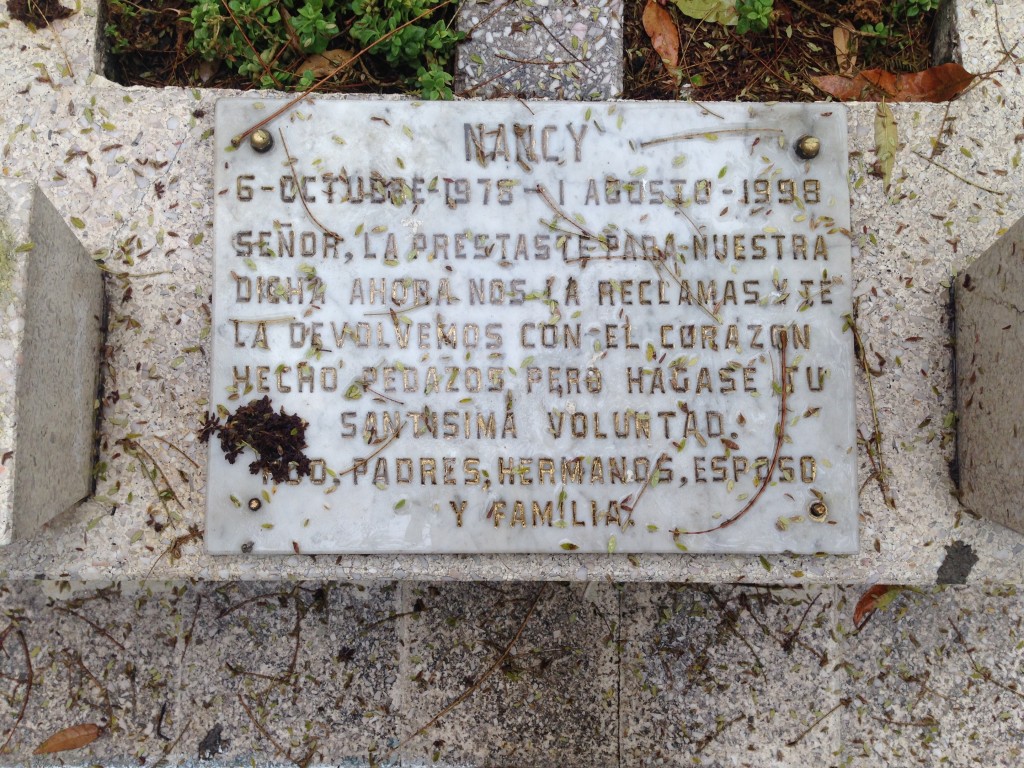 NANCY
6-OCTUBRE-1975-1 AGOSTO-1998
SEÑOR, LA PRESTASTE PARA NUESTRA
DICHA AHORA NOS LA RECLAMAS Y TE
LA DEVOLVEMOS CON EL CORAZON
HECHO PEDAZOS PERO HÁGASE TU
SANTISIMA VOLUNTAD.
PADRES, HERMANOS, ESPOSO
Y FAMILIA.